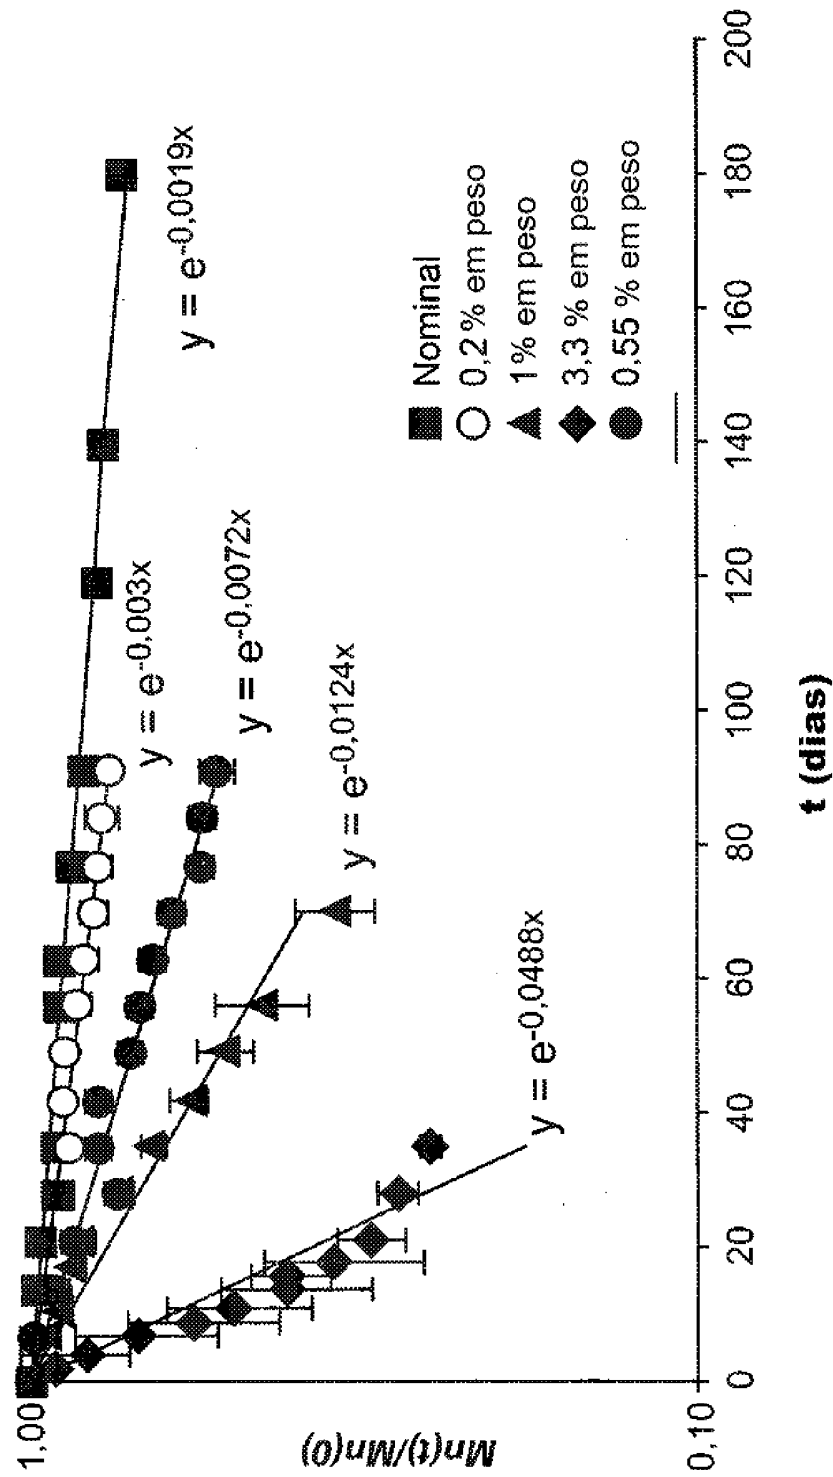 1,00
0,10
Mn(t)/Mn(0)
0
20
40
60
80
100
120
140
160
180
200
t (dias)
y = e-0,0019x
y = e-0,003x
y = e-0,0072x
y = e-0,0124x
y = e-0,0488x
Nominal
0,2 % em peso
1% em peso
3,3 % em peso
0,55 % em peso